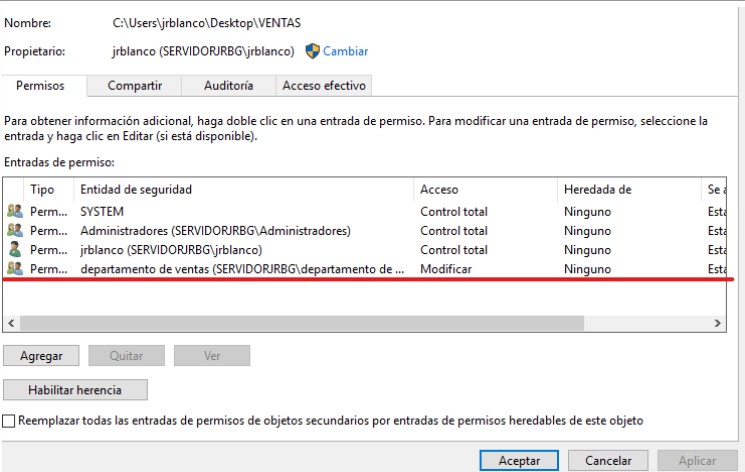 Nombre: C:\Users\jrblanco\Desktop\VENTAS
Propietario: jrblanco (SERVIDORJRBG\jrblanco) Cambiar
Permisos Compartir Auditoría Acceso efectivo
Para obtener información adicional, haga doble clic en una entrada de permiso. Para modificar una entrada de permiso, seleccione la
entrada y haga clic en Editar (si está disponible).
Entradas de permiso:
Tipo Entidad de seguridad Acceso Heredada de Se a
Perm... SYSTEM Control total Ninguno Esta
Perm... Administradores (SERVIDORJRBG\Administradores) Control total Ninguno Esta
Perm... jrblanco (SERVIDORJRBG\jrblanco) Control total Ninguno Esta
Perm... departamento de ventas (SERVIDORJRBG\departamento de ... Modificar Ninguno Esta
Agregar Quitar Ver
Habilitar herencia
Reemplazar todas las entradas de permisos de objetos secundarios por entradas de permisos heredables de este objeto
Aceptar Cancelar Aplicar